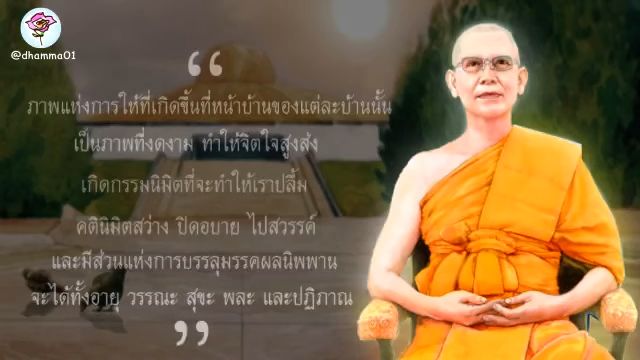 @dhamma01
“
ภาพแห่งการให้ที่เกิดขึ้นที่หน้าบ้านของแต่ละบ้านนั้น
เป็นภาพที่งดงาม ทำให้จิตใจสูงส่ง
เกิดกรรมนิมิตที่จะทำให้เราปลื้ม
คตินิมิตสว่าง ปิดอบาย ไปสวรรค์
และมีส่วนแห่งการบรรลุมรรคผลนิพพาน
จะได้ทั้งอายุ วรรณะ สุขะ พละ และปฏิภาณ
”